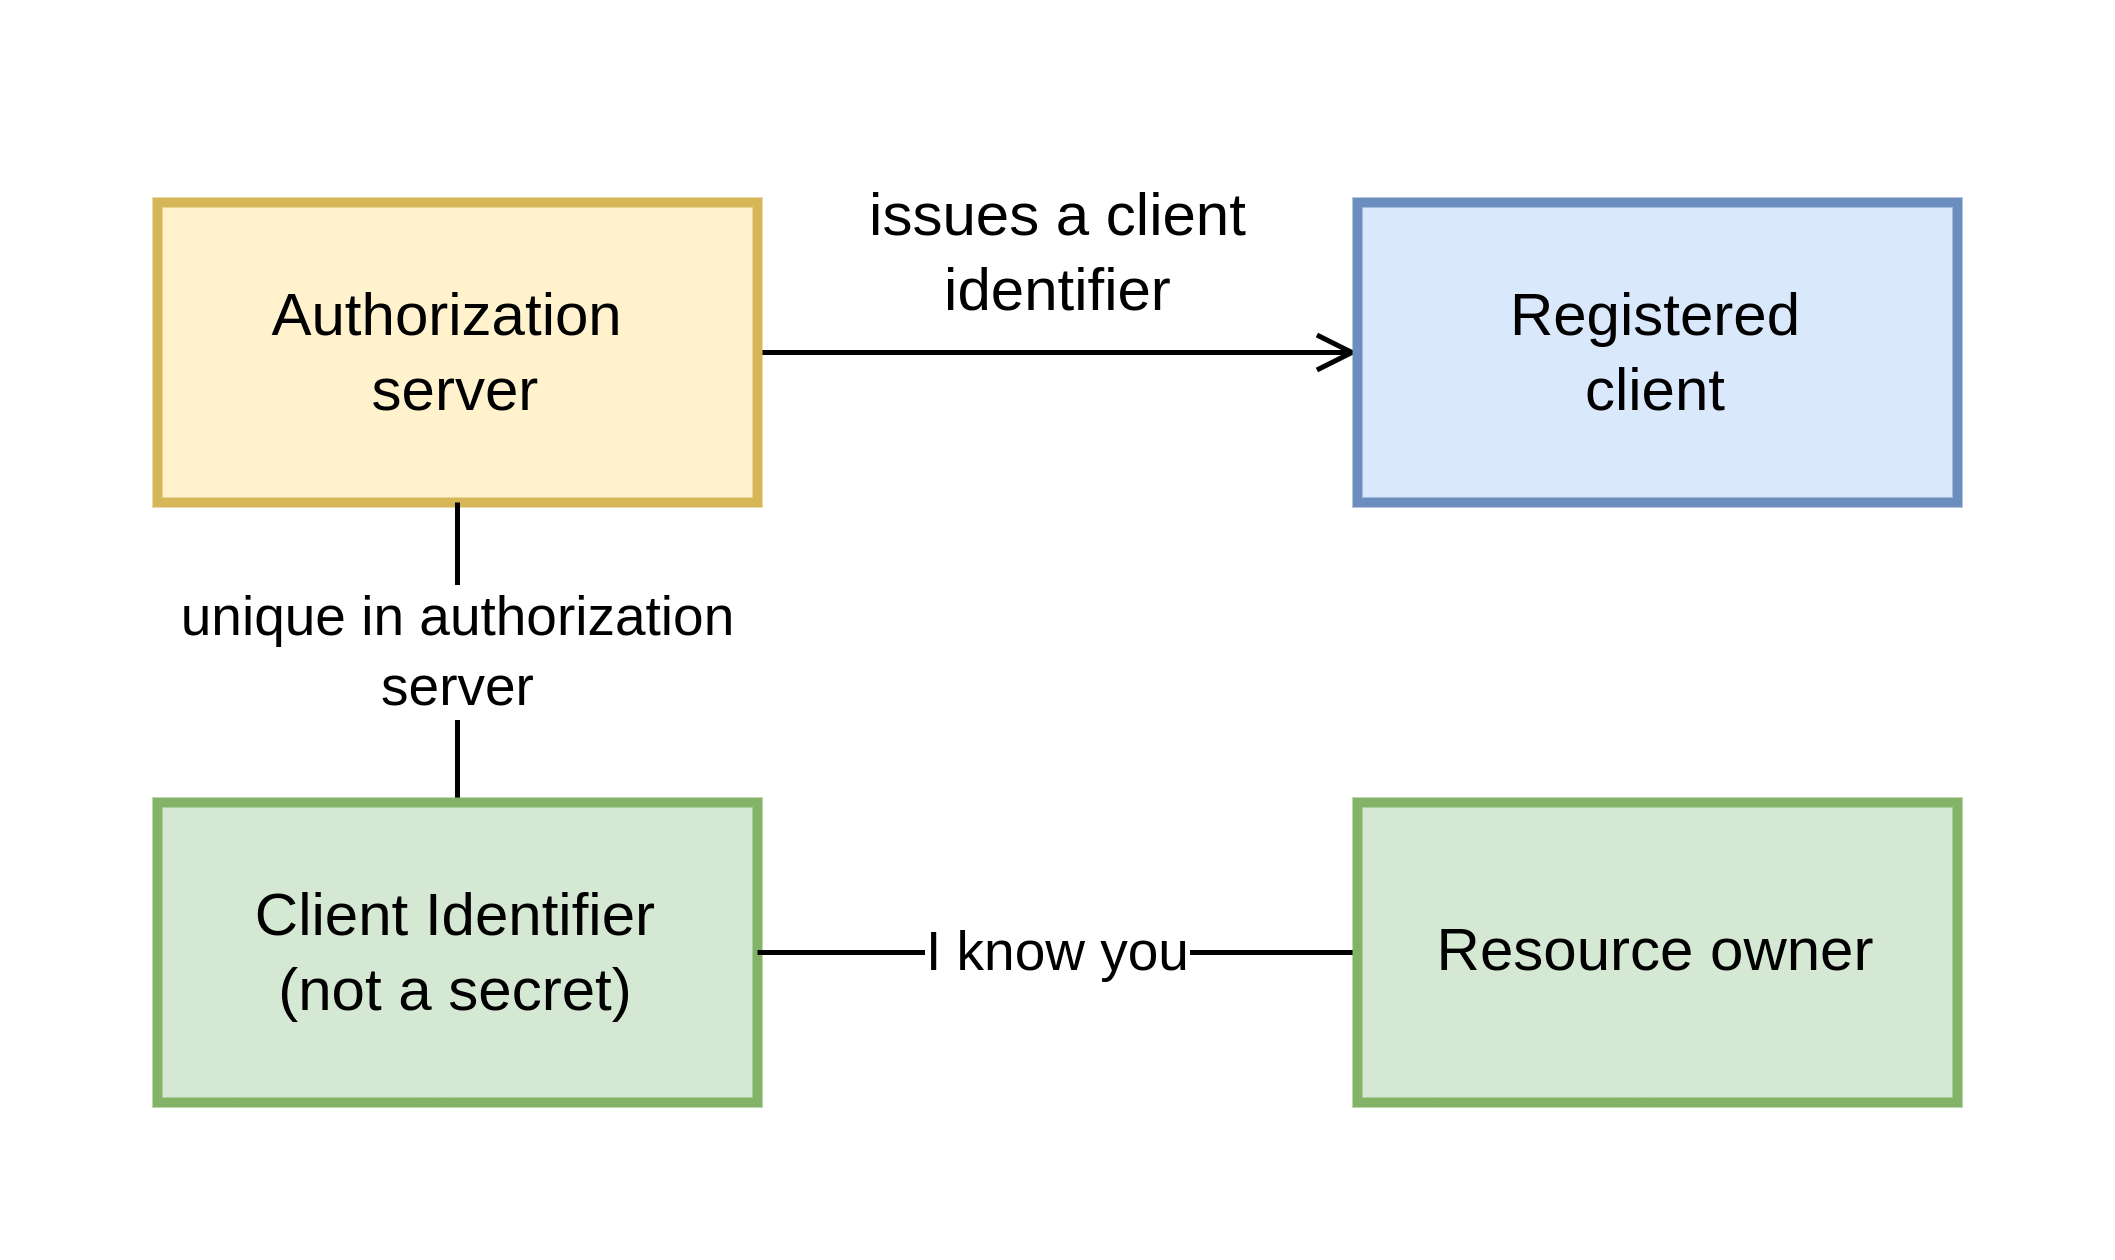 issues a client
identifier
Authorization
server
Registered
client
unique in authorization
server
Client Identifier
(not a secret)
I know you
Resource owner